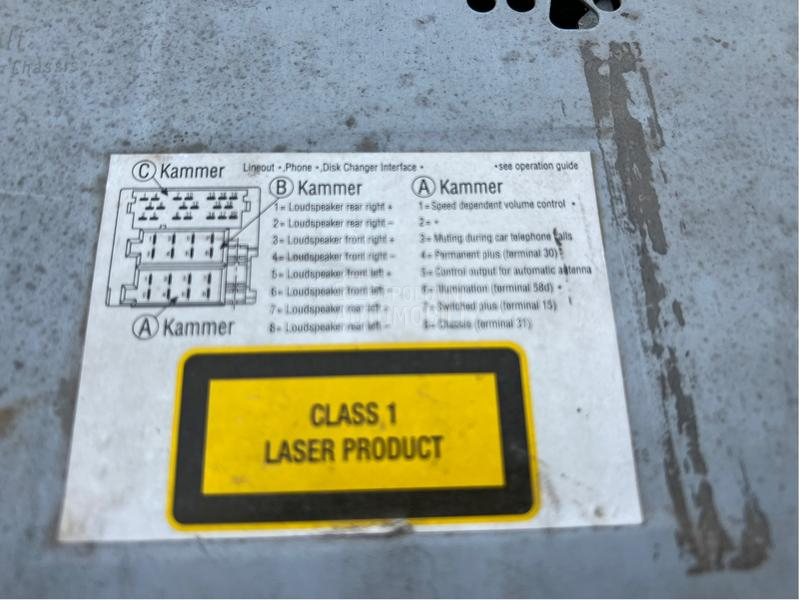 Chassis
C Kammer
Lineout •,Phone •,Disk Changer Interface •
•see operation guide
B Kammer
1= Loudspeaker rear right +
2= Loudspeaker rear right –
3= Loudspeaker front right +
4= Loudspeaker front right –
5= Loudspeaker front left +
6= Loudspeaker front left –
7= Loudspeaker rear left +
8= Loudspeaker rear left –
A Kammer
1= Speed dependent volume control •
2= •
3= Muting during car telephone calls
4= Permanent plus (terminal 30)
5= Control output for automatic antenna
6= Illumination (terminal 58d) •
7= Switched plus (terminal 15)
8= Chassis (terminal 31)
A Kammer
CLASS 1
LASER PRODUCT